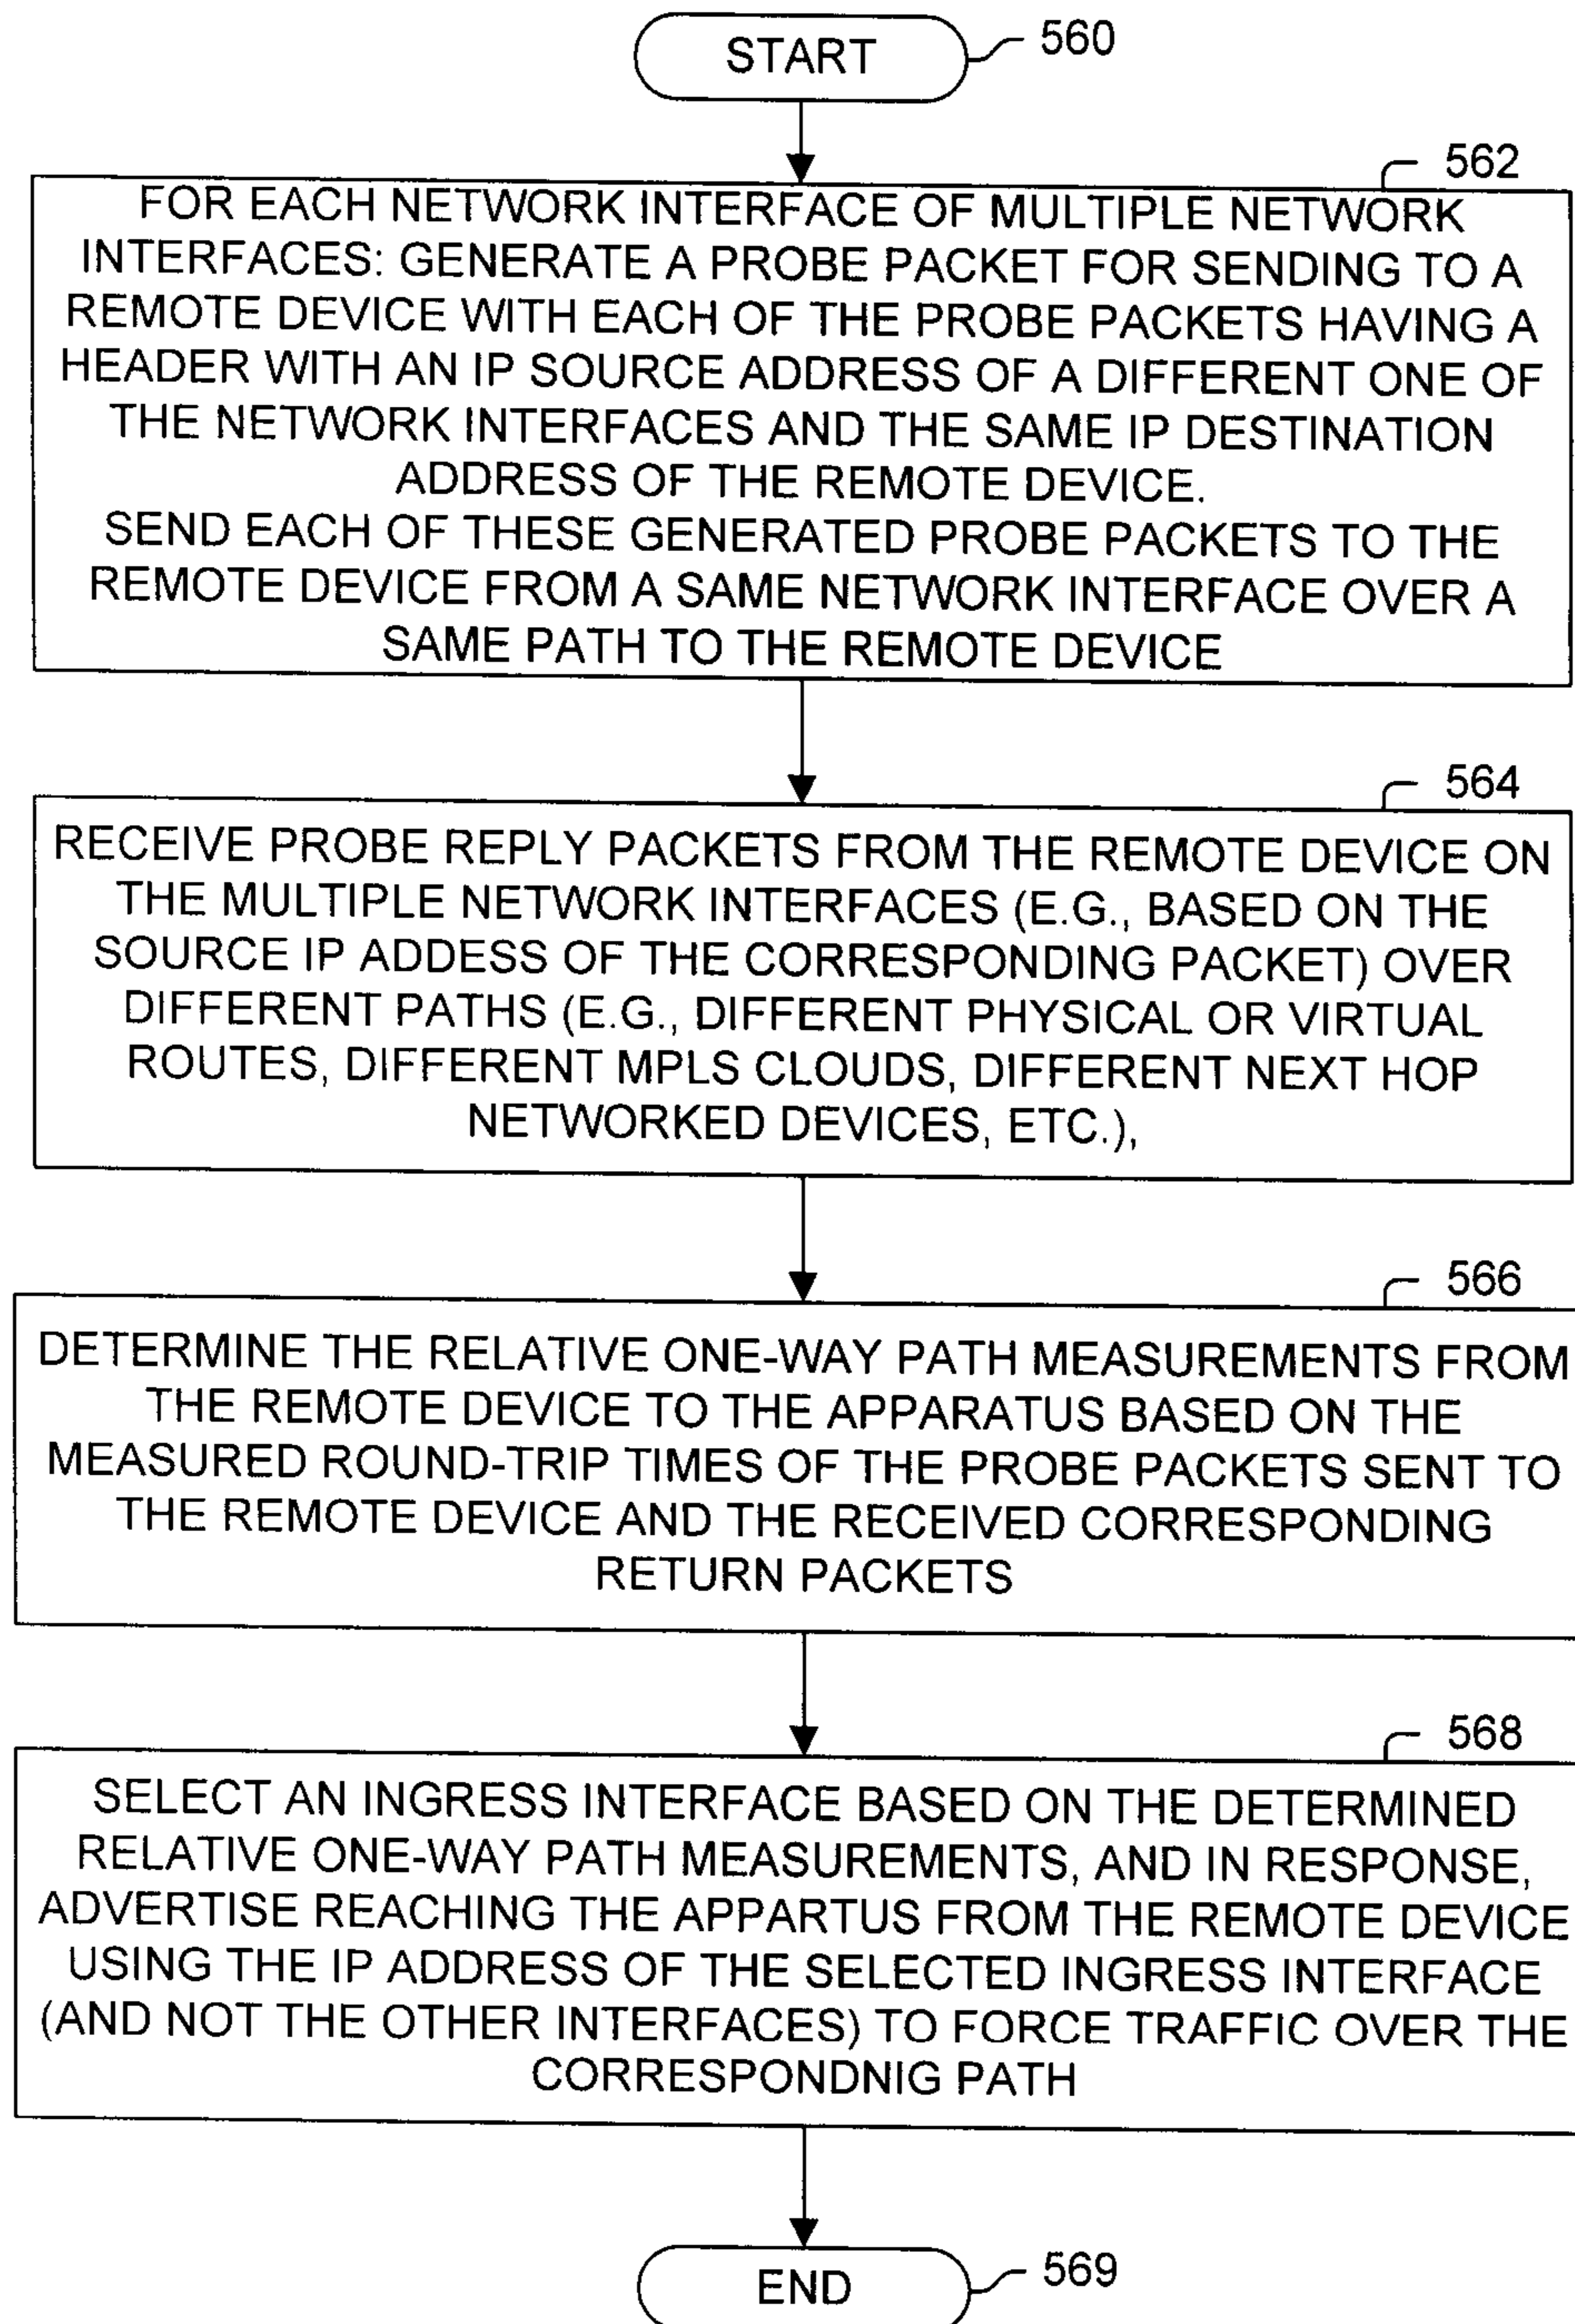 START
560
562
FOR EACH NETWORK INTERFACE OF MULTIPLE NETWORK
INTERFACES: GENERATE A PROBE PACKET FOR SENDING TO A
REMOTE DEVICE WITH EACH OF THE PROBE PACKETS HAVING A
HEADER WITH AN IP SOURCE ADDRESS OF A DIFFERENT ONE OF
THE NETWORK INTERFACES AND THE SAME IP DESTINATION
ADDRESS OF THE REMOTE DEVICE.
SEND EACH OF THESE GENERATED PROBE PACKETS TO THE
REMOTE DEVICE FROM A SAME NETWORK INTERFACE OVER A
SAME PATH TO THE REMOTE DEVICE
564
RECEIVE PROBE REPLY PACKETS FROM THE REMOTE DEVICE ON
THE MULTIPLE NETWORK INTERFACES (E.G., BASED ON THE
SOURCE IP ADDESS OF THE CORRESPONDING PACKET) OVER
DIFFERENT PATHS (E.G., DIFFERENT PHYSICAL OR VIRTUAL
ROUTES, DIFFERENT MPLS CLOUDS, DIFFERENT NEXT HOP
NETWORKED DEVICES, ETC.),
566
DETERMINE THE RELATIVE ONE-WAY PATH MEASUREMENTS FROM
THE REMOTE DEVICE TO THE APPARATUS BASED ON THE
MEASURED ROUND-TRIP TIMES OF THE PROBE PACKETS SENT TO
THE REMOTE DEVICE AND THE RECEIVED CORRESPONDING
RETURN PACKETS
568
SELECT AN INGRESS INTERFACE BASED ON THE DETERMINED
RELATIVE ONE-WAY PATH MEASUREMENTS, AND IN RESPONSE,
ADVERTISE REACHING THE APPARTUS FROM THE REMOTE DEVICE
USING THE IP ADDRESS OF THE SELECTED INGRESS INTERFACE
(AND NOT THE OTHER INTERFACES) TO FORCE TRAFFIC OVER THE
CORRESPONDNIG PATH
END
569